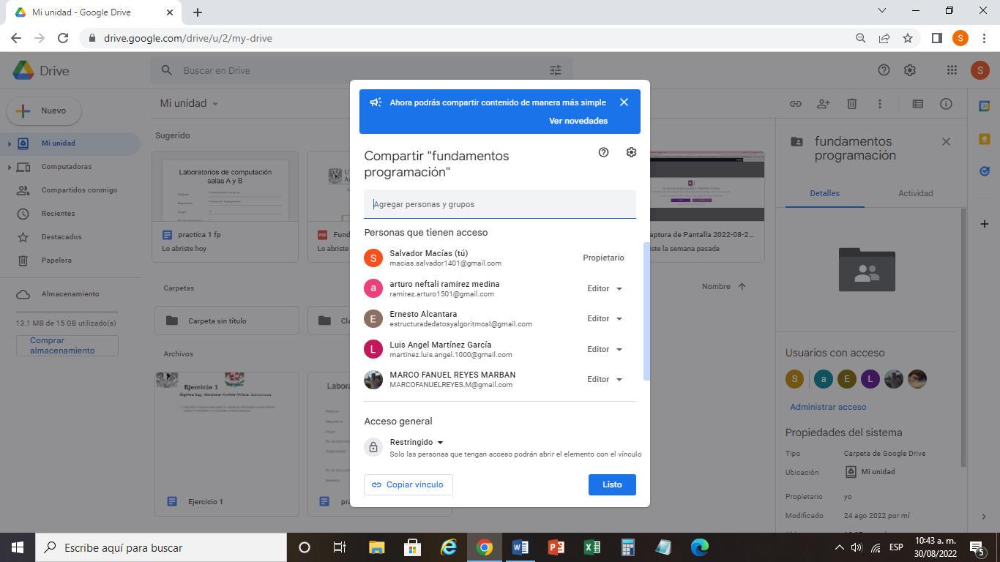 Mi unidad - Google Drive
drive.google.com/drive/u/2/my-drive
S
Drive
Buscar en Drive
S
Nuevo
Mi unidad
Computadoras
Compartidos conmigo
Recientes
Destacados
Papelera
Almacenamiento
13.1 MB de 15 GB utilizado(s)
Comprar
almacenamiento
Mi unidad
Sugerido
Laboratorios de computación
salas A y B
practica 1 fp
Lo abriste hoy
PDF
Fund
Lo abriste
aptura de Pantalla 2022-08-2...
iste la semana pasada
Carpetas
Nombre
Carpeta sin título
Cla
Archivos
Ejercicio 1
Ejercicio 1
Labora
pra
Ahora podrás compartir contenido de manera más simple
Ver novedades
Compartir "fundamentos
programación"
Agregar personas y grupos
Personas que tienen acceso
S
Salvador Macías (tú)
macias.salvador1401@gmail.com
Propietario
a
arturo neftali ramirez medina
ramirez.arturo1501@gmail.com
Editor
E
Ernesto Alcantara
estructuradedatosyalgoritmosI@gmail.com
Editor
L
Luis Angel Martínez García
martinez.luis.angel.1000@gmail.com
Editor
MARCO FANUEL REYES MARBAN
MARCOFANUELREYES.M@gmail.com
Editor
Acceso general
Restringido
Solo las personas que tengan acceso podrán abrir el elemento con el vínculo
Copiar vínculo
Listo
fundamentos
programación
Detalles
Actividad
Usuarios con acceso
S a E L
Administrar acceso
Propiedades del sistema
Tipo Carpeta de Google Drive
Ubicación Mi unidad
Propietario yo
Modificado 24 ago 2022 por mí
Escribe aquí para buscar
ESP
10:43 a. m.
30/08/2022
5